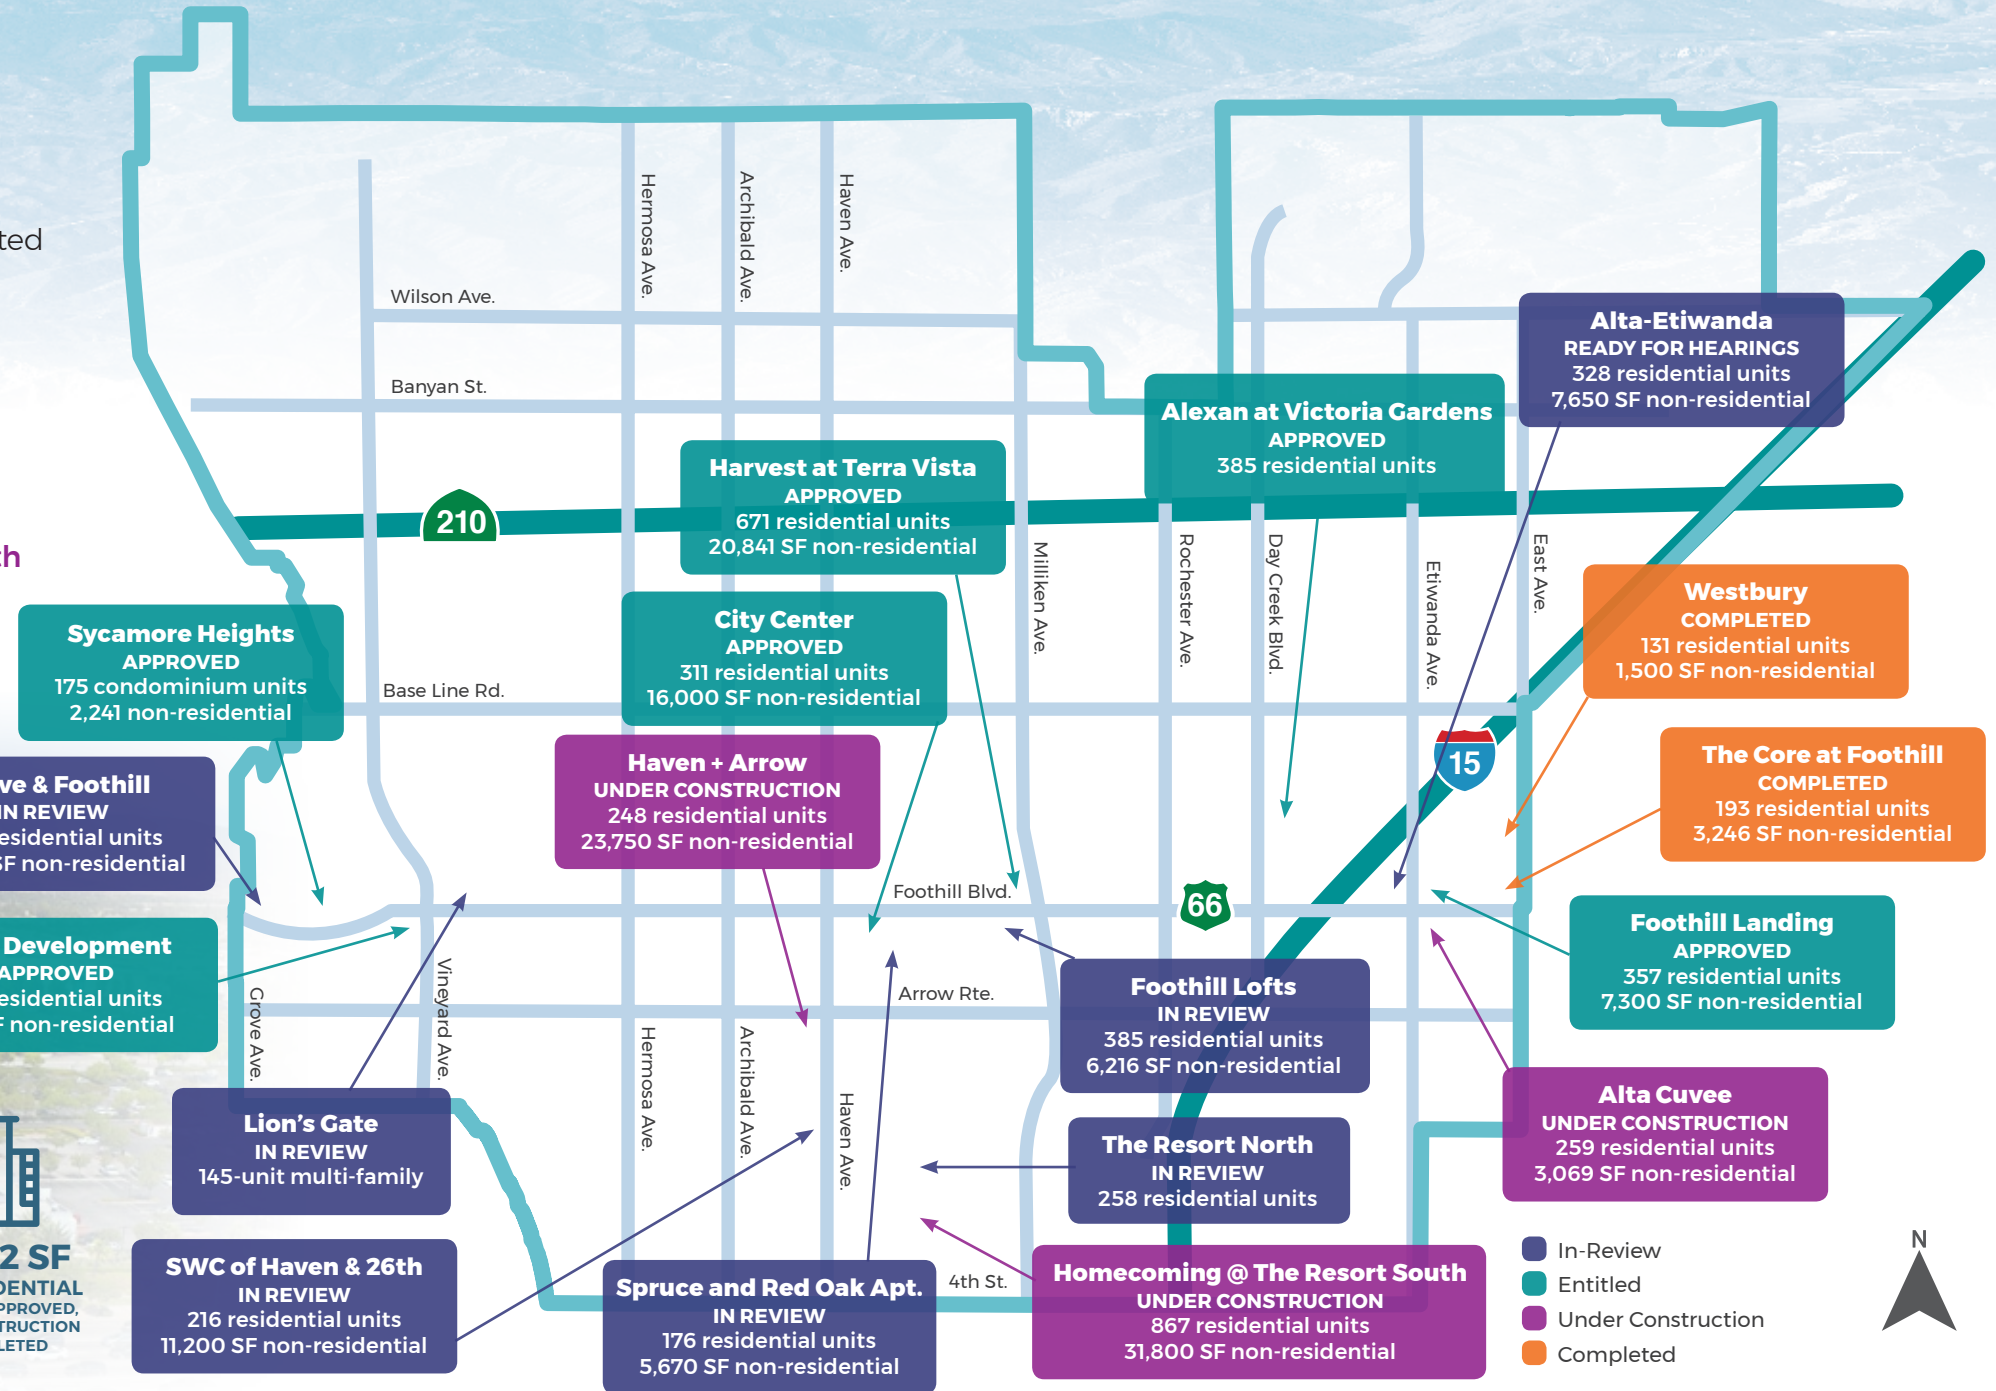 Hermosa Ave.
Archibald Ave.
Haven Ave.
Wilson Ave.
Alta-Etiwanda
READY FOR HEARINGS
328 residential units
7,650 SF non-residential
Banyan St.
Alexan at Victoria Gardens
APPROVED
385 residential units
Harvest at Terra Vista
APPROVED
671 residential units
20,841 SF non-residential
210
Milliken Ave.
Rochester Ave.
Day Creek Blvd.
Etiwanda Ave.
East Ave.
Westbury
COMPLETED
131 residential units
1,500 SF non-residential
Sycamore Heights
APPROVED
175 condominium units
2,241 non-residential
City Center
APPROVED
311 residential units
16,000 SF non-residential
Base Line Rd.
15
The Core at Foothill
COMPLETED
193 residential units
3,246 SF non-residential
& Foothill
IN REVIEW
residential units
SF non-residential
Haven + Arrow
UNDER CONSTRUCTION
248 residential units
23,750 SF non-residential
Foothill Blvd.
66
Foothill Landing
APPROVED
357 residential units
7,300 SF non-residential
Development
APPROVED
residential units
non-residential
Grove Ave.
Vineyard Ave.
Arrow Rte.
Foothill Lofts
IN REVIEW
385 residential units
6,216 SF non-residential
Hermosa Ave.
Archibald Ave.
Haven Ave.
Lion's Gate
IN REVIEW
145-unit multi-family
The Resort North
IN REVIEW
258 residential units
Alta Cuvee
UNDER CONSTRUCTION
259 residential units
3,069 SF non-residential
2 SF
SWC of Haven & 26th
IN REVIEW
216 residential units
11,200 SF non-residential
Spruce and Red Oak Apt.
IN REVIEW
176 residential units
5,670 SF non-residential
4th St.
Homecoming @ The Resort South
UNDER CONSTRUCTION
867 residential units
31,800 SF non-residential
In-Review
Entitled
Under Construction
Completed
N